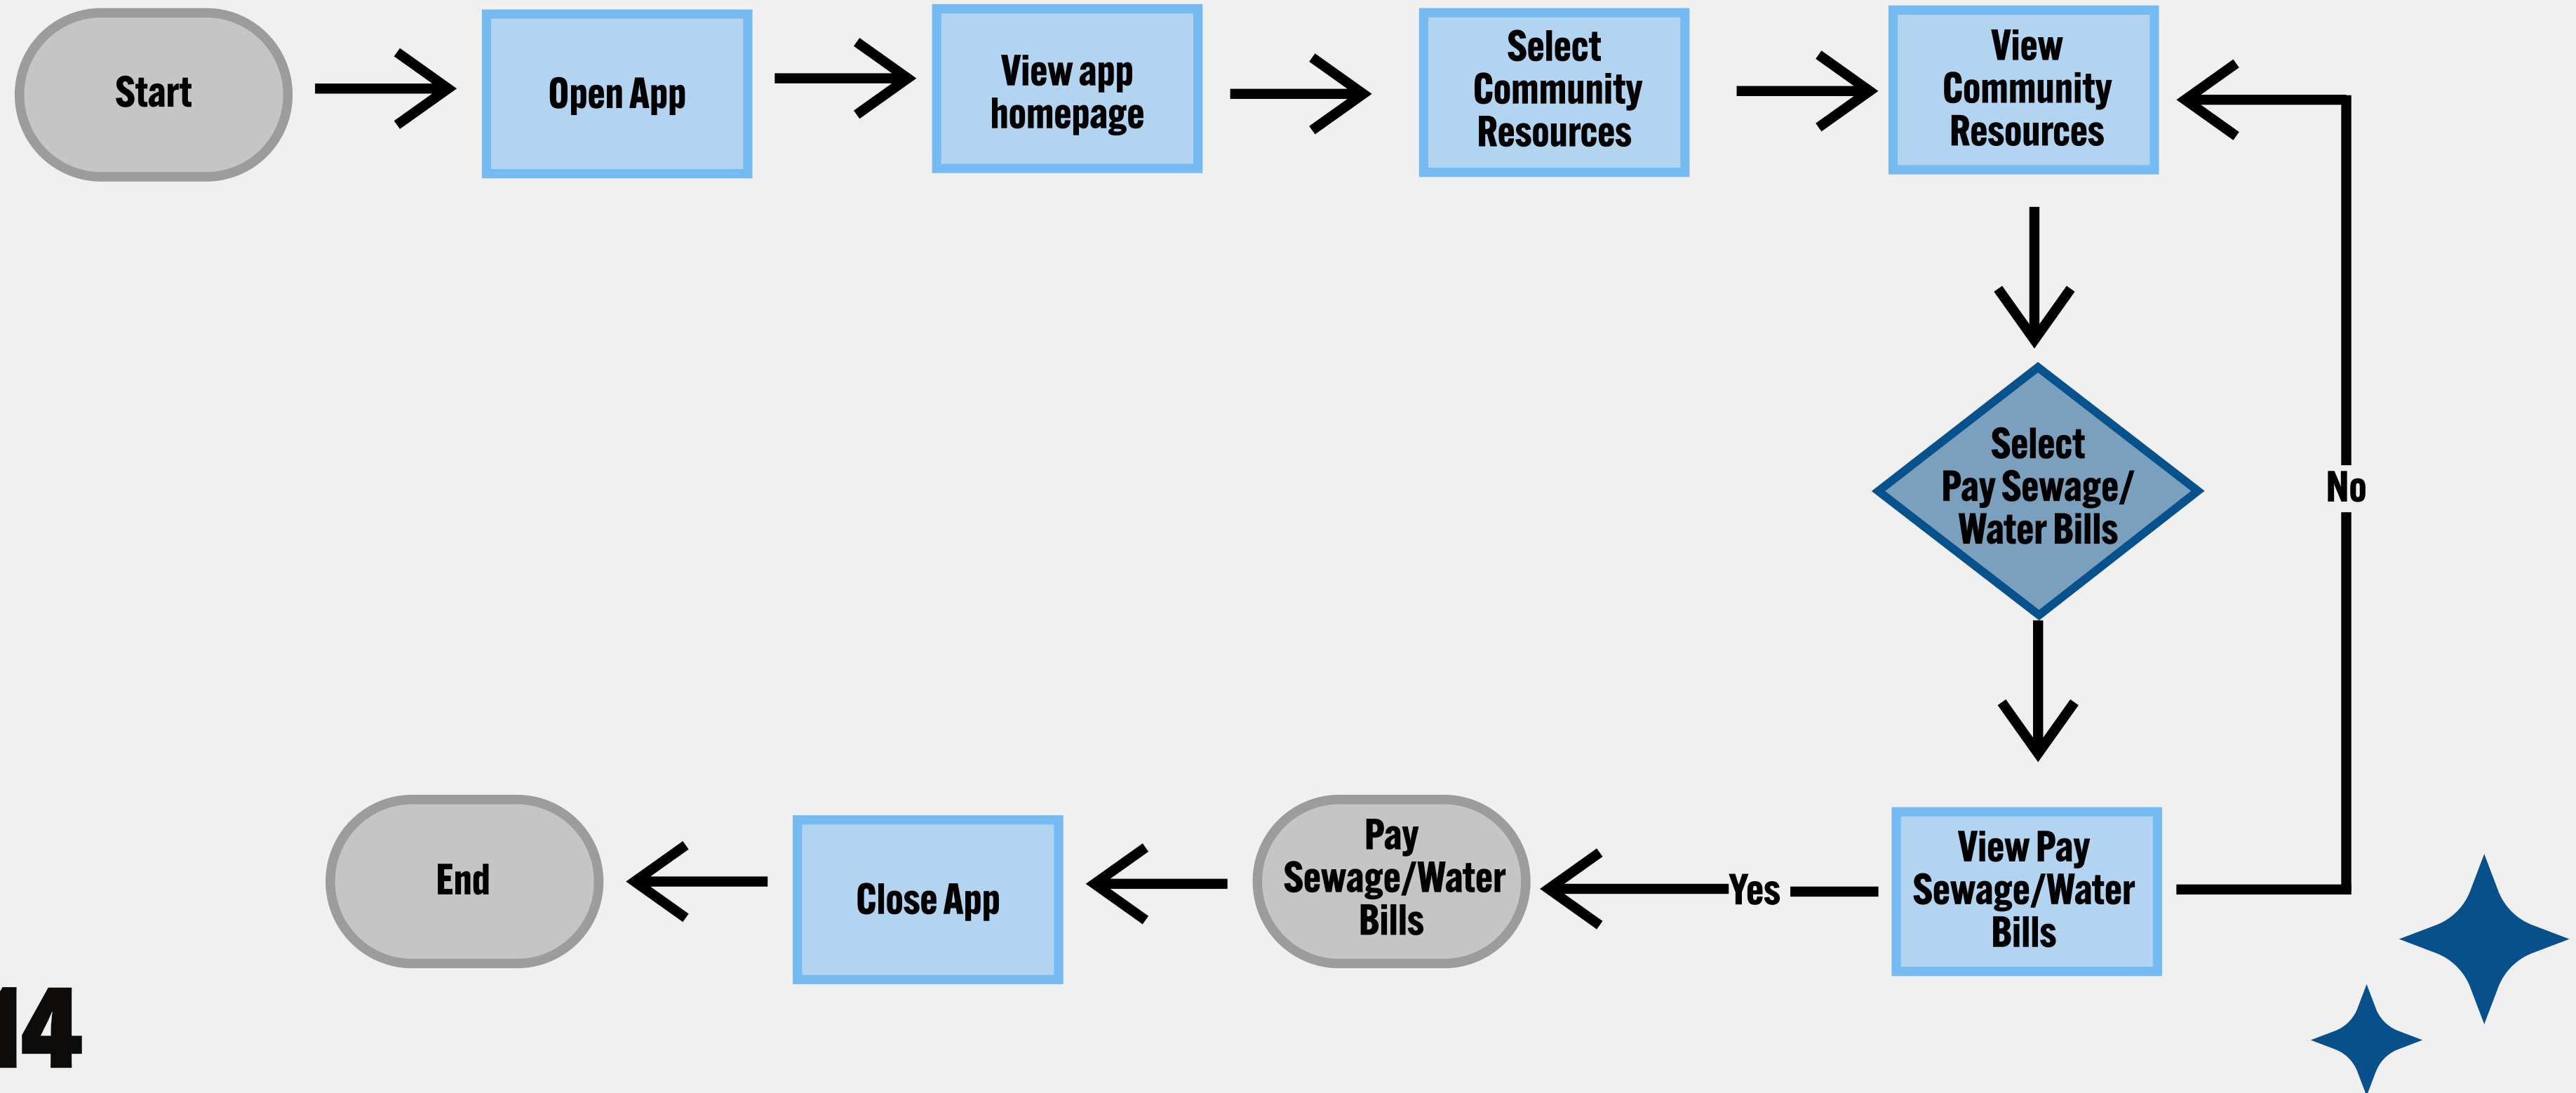 Start
Open App
View app
homepage
Select
Community
Resources
View
Community
Resources
Select
Pay Sewage/
Water Bills
No
End
Close App
Pay
Sewage/Water
Bills
Yes
View Pay
Sewage/Water
Bills
14